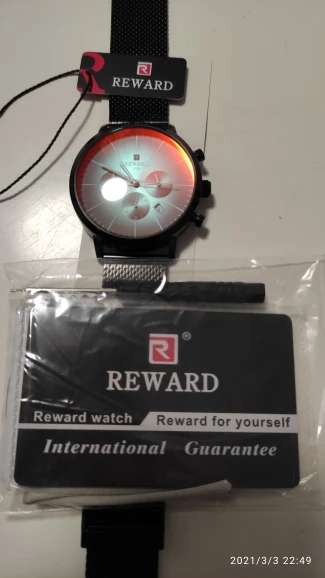 R
REWARD
REWARD
R®
REWARD
Reward watch Reward for yourself
International Guarantee
2021/3/3 22:49